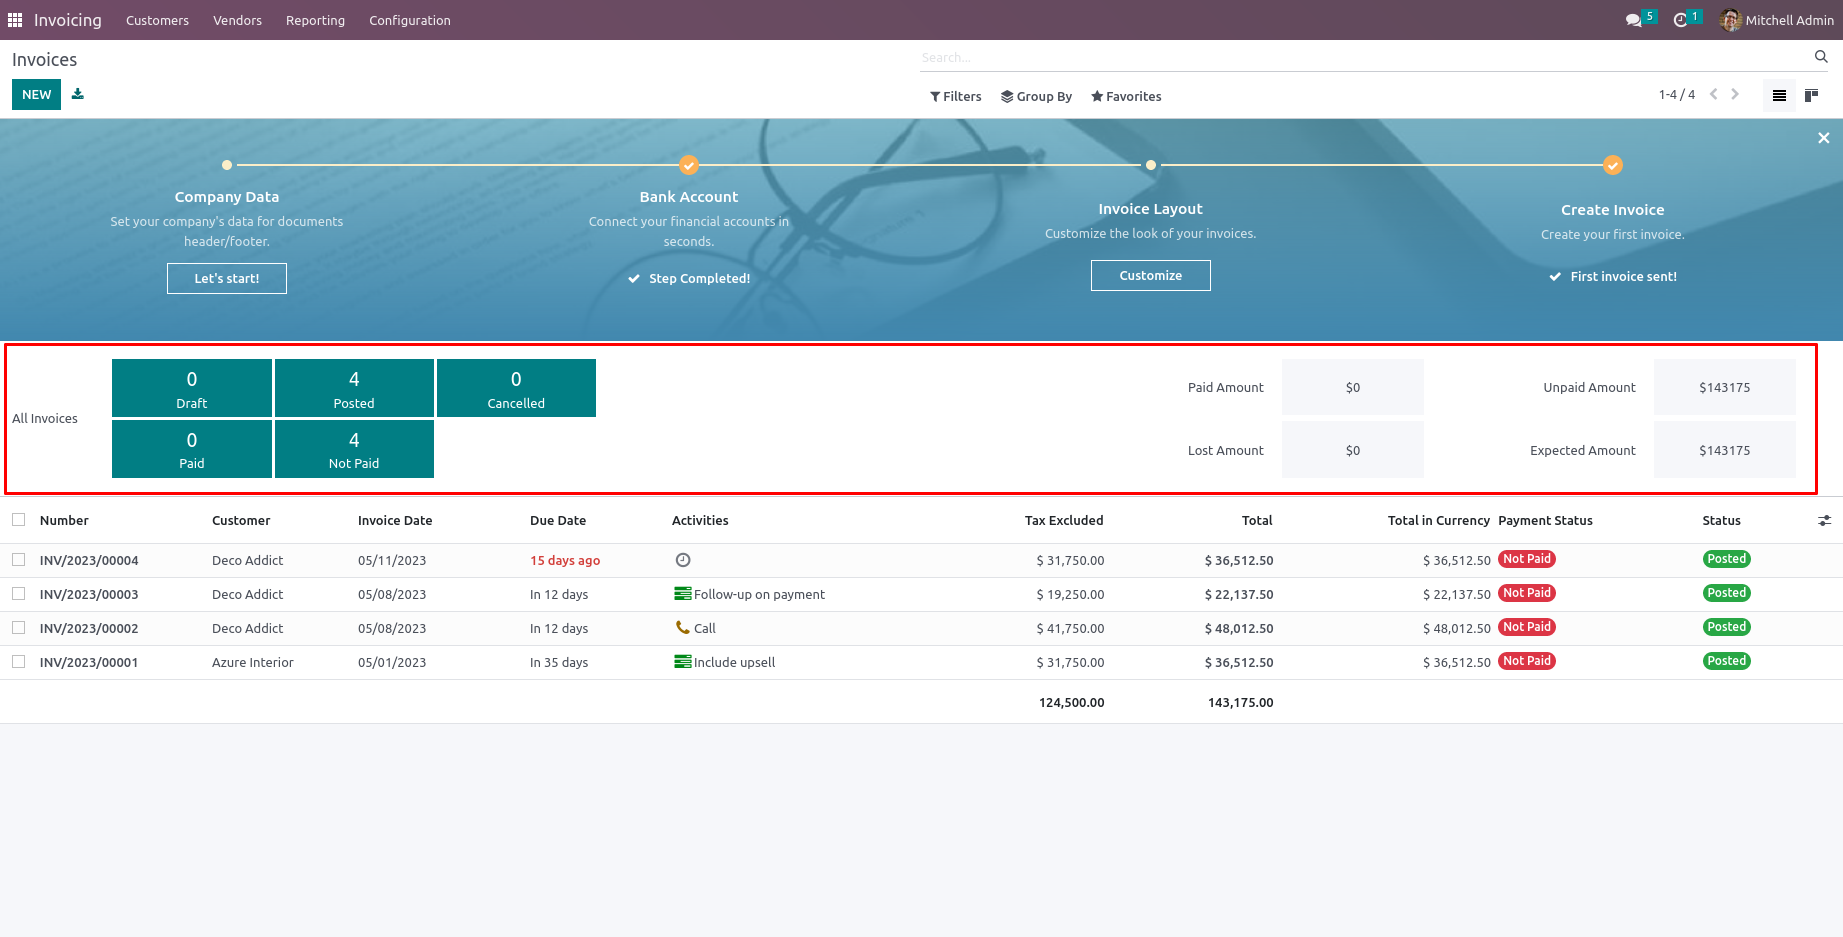 Invoicing Customers Vendors Reporting Configuration 5 1 Mitchell Admin
Invoices
Search...
NEW
Filters Group By Favorites 1-4 / 4
Company Data
Set your company's data for documents
header/footer.
Let's start!
Bank Account
Connect your financial accounts in
seconds.
Step Completed!
Invoice Layout
Customize the look of your invoices.
Customize
Create Invoice
Create your first invoice.
First invoice sent!
All Invoices
0
Draft
4
Posted
0
Cancelled
0
Paid
4
Not Paid
Paid Amount $0 Unpaid Amount $143175
Lost Amount $0 Expected Amount $143175
Number Customer Invoice Date Due Date Activities Tax Excluded Total Total in Currency Payment Status Status
INV/2023/00004 Deco Addict 05/11/2023 15 days ago $ 31,750.00 $ 36,512.50 $ 36,512.50 Not Paid Posted
INV/2023/00003 Deco Addict 05/08/2023 In 12 days Follow-up on payment $ 19,250.00 $ 22,137.50 $ 22,137.50 Not Paid Posted
INV/2023/00002 Deco Addict 05/08/2023 In 12 days Call $ 41,750.00 $ 48,012.50 $ 48,012.50 Not Paid Posted
INV/2023/00001 Azure Interior 05/01/2023 In 35 days Include upsell $ 31,750.00 $ 36,512.50 $ 36,512.50 Not Paid Posted
124,500.00 143,175.00